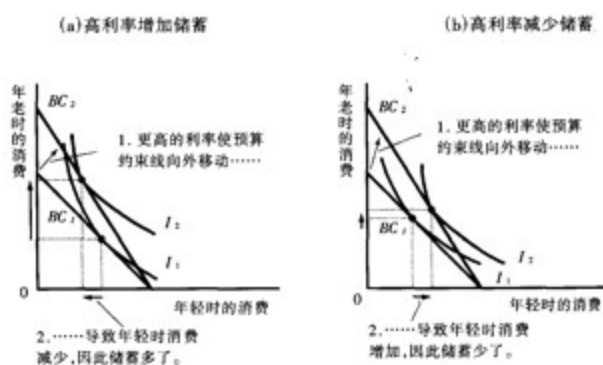 (a)高利率增加储蓄
年老时的消费
BC₂
1. 更高的利率使预算
约束线向外移动……
BC₁
I₂
I₁
0
年轻时的消费
2.……导致年轻时消费
减少,因此储蓄多了。
(b)高利率减少储蓄
年老时的消费
BC₂
1. 更高的利率使预算
约束线向外移动……
BC₁
I₂
I₁
0
年轻时的消费
2.……导致年轻时消费
增加,因此储蓄少了。